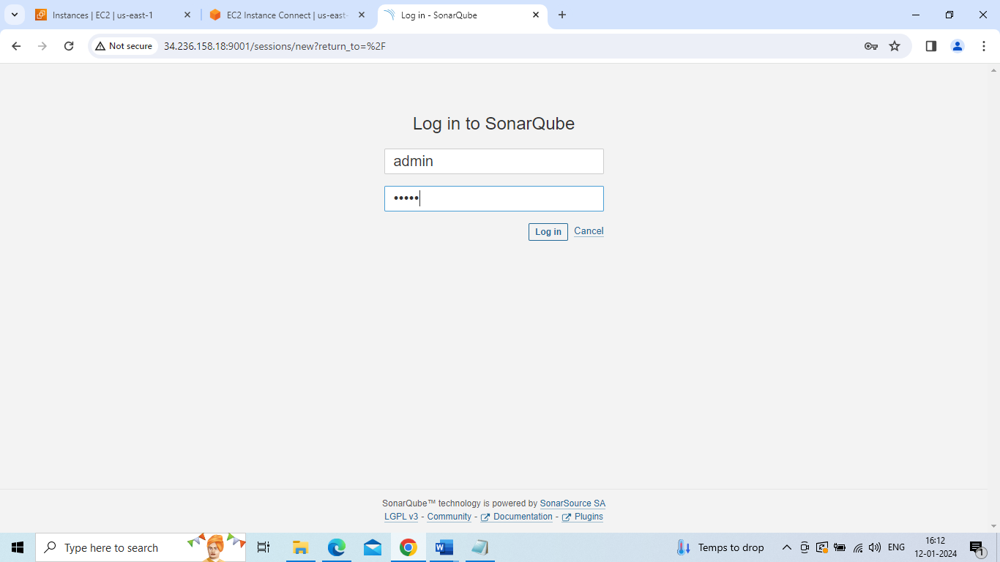 Instances | EC2 | us-east-1
EC2 Instance Connect | us-east-
Log in - SonarQube
Not secure
34.236.158.18:9001/sessions/new?return_to=%2F
Log in to SonarQube
admin
•••••
Log in
Cancel
SonarQube™ technology is powered by SonarSource SA
LGPL v3 - Community - Documentation - Plugins
Type here to search
Temps to drop
ENG
16:12
12-01-2024
1